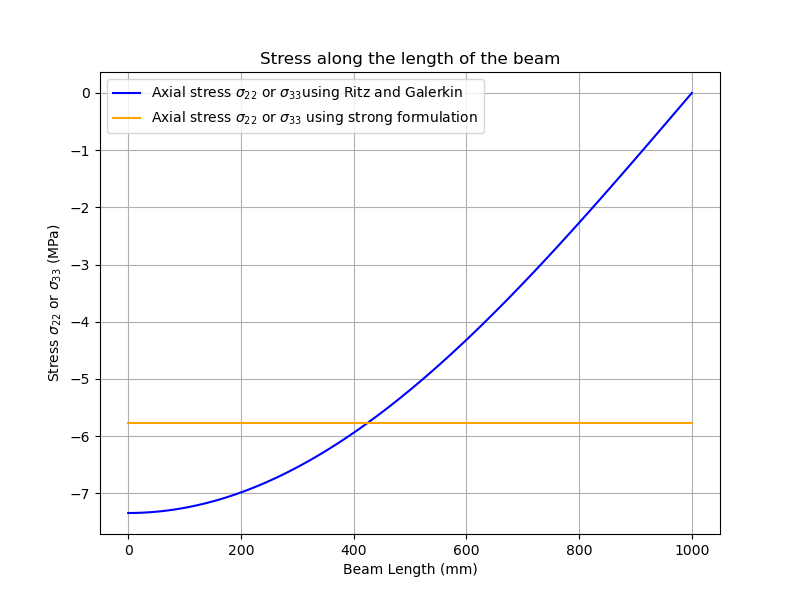 Stress along the length of the beam
Axial stress σ₂₂ or σ₃₃using Ritz and Galerkin
Axial stress σ₂₂ or σ₃₃ using strong formulation
Stress σ₂₂ or σ₃₃ (MPa)
0
−1
−2
−3
−4
−5
−6
−7
0 200 400 600 800 1000
Beam Length (mm)